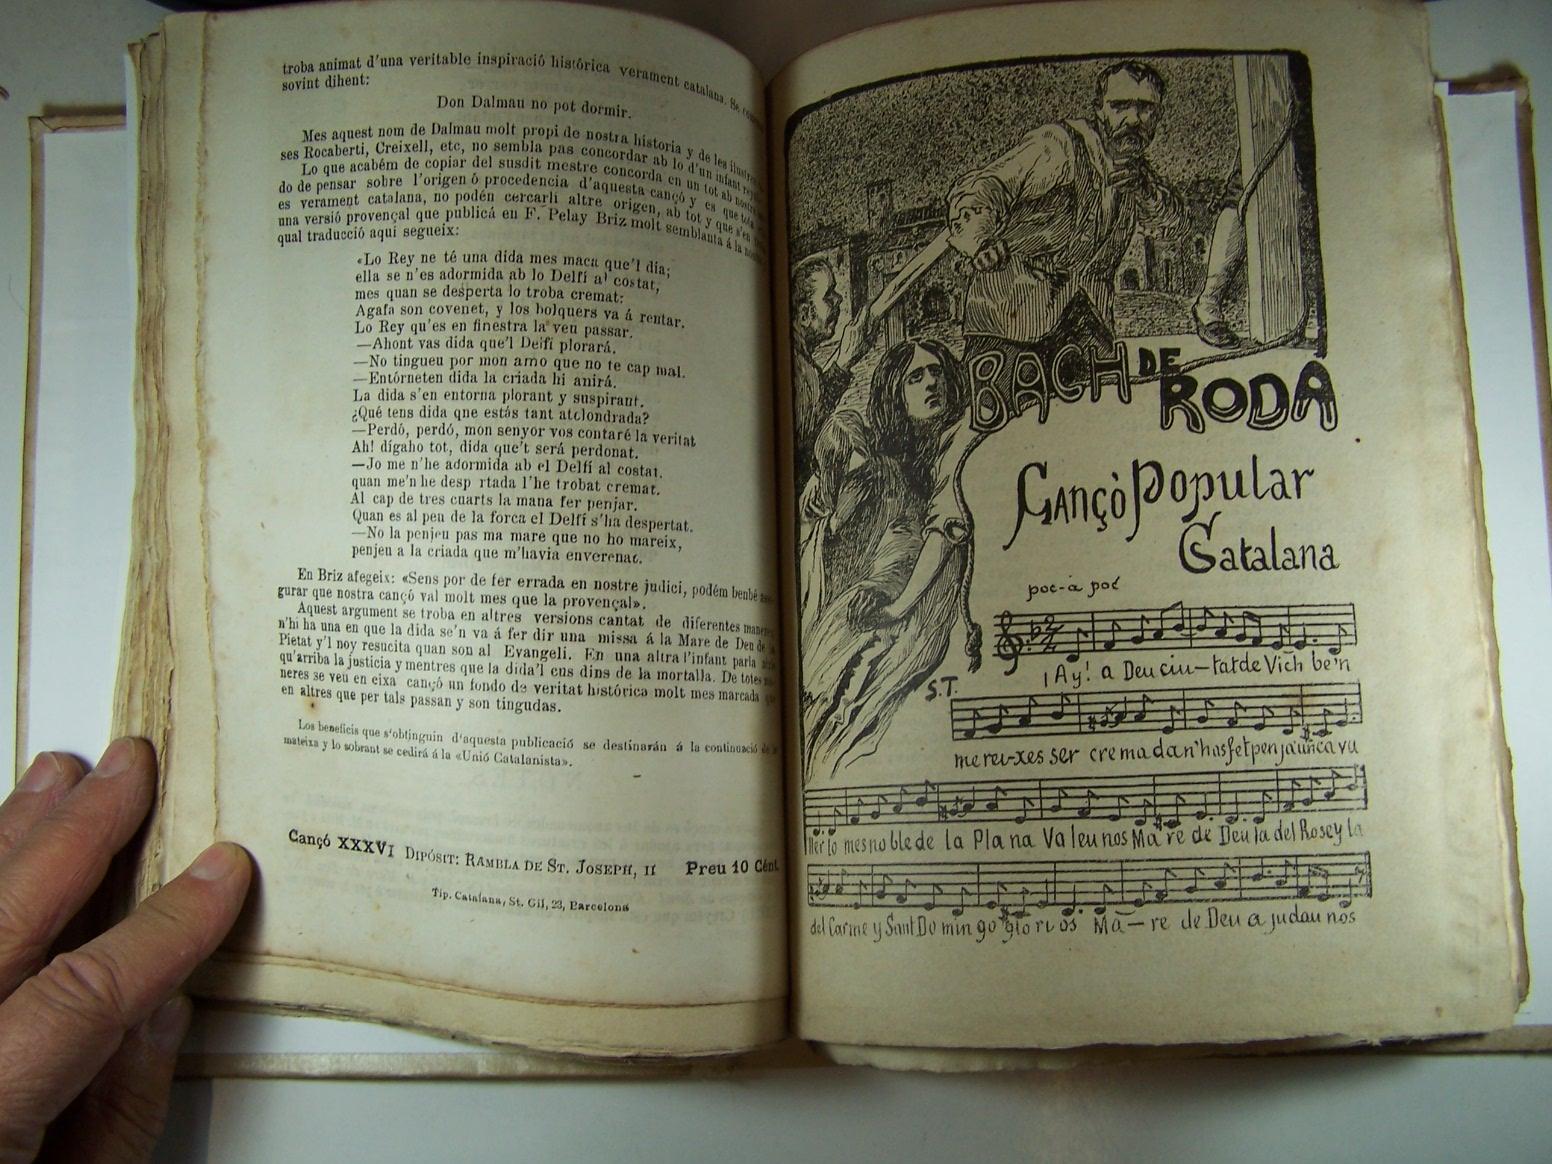 troba animat d'una veritable inspiració històrica verament catalana. Se
sovint dihent:
Don Dalmau no pot dormir.
Mes aquest nom de Dalmau molt propi de nostra historia y de les
ses Rocaberti, Creixell, etc, no sembla pas concordar ab lo d'un infant
Lo que acabém de copiar del susdit mestre concorda en un tot ab nostre
do de pensar sobre l'origen ó procedencia d'aquesta cançó y es que
es verament catalana, no podén cercarli altre origen, ab tot y que s'en
una versió provençal que publicá en F. Pelay Briz molt semblanta á la
qual traducció aquí segueix:
«Lo Rey ne té una dida mes maca que'l dia;
ella se n'es adormida ab lo Delfí al costat,
mes quan se desperta lo troba cremat:
Agafa son covenet, y los bolquers va á rentar.
Lo Rey qu'es en finestra la veu passar.
—Ahont vas dida que'l Delfí plorará.
—No tingueu por mon amo que no te cap mal.
—Entórneten dida la criada hi anirá.
La dida s'en entorna plorant y suspirant.
¿Qué tens dida que estás tant atolondrada?
—Perdó, perdó, mon senyor vos contaré la veritat
Ah! digaho tot, dida que't será perdonat.
—Jo me n'he adormida ab el Delfí al costat,
quan me'n he desp rtada l'he trobat cremat.
Al cap de tres cuarts la mana fer penjar.
Quan es al peu de la forca el Delfí s'ha despertat.
—No la penjeu pas ma mare que no ho mareix,
penjeu a la criada que m'havia enverenat.
En Briz afegeix: «Sens por de fer errada en nostre judici, podém benbé
gurar que nostra cançó val molt mes que la provençal».
Aquest argument se troba en altres versions cantat de diferentes
n'hi ha una en que la dida se'n va á fer dir una missa á la Mare de Deu de
Pietat y'l noy resucita quan son al Evangeli. En una altra l'infant parla
qu'arriba la justicia y mentres que la dida'l cus dins de la mortalla. De totes
neres se veu en eixa cançó un fondo de veritat històrica molt mes marcada que
en altres que per tals passan y son tingudas.
Los beneficis que s'obtinguin d'aquesta publicació se destinarán á la continuació de
mateixa y lo sobrant se cedirá á la «Unió Catalanista».
Cançó XXXVI Dipósit: Rambla de St. Joseph, 11 Preu 10 Cént.
Tip. Catalana, St. Gil, 23, Barcelona
BACH DE
RODA
Cançò Popular
Catalana
poc-á poc
S.T.
¡Ay! a Deu ciu-tat de Vich be'n
me rei-xes ser cre ma da n'has fet penja un ca va
ller lo mes no ble de la Pla na Va leu nos Ma re de Deu la del Rose y la
del Carme y Sant Do min go glo ri os Ma — re de Deu a ju dau nos